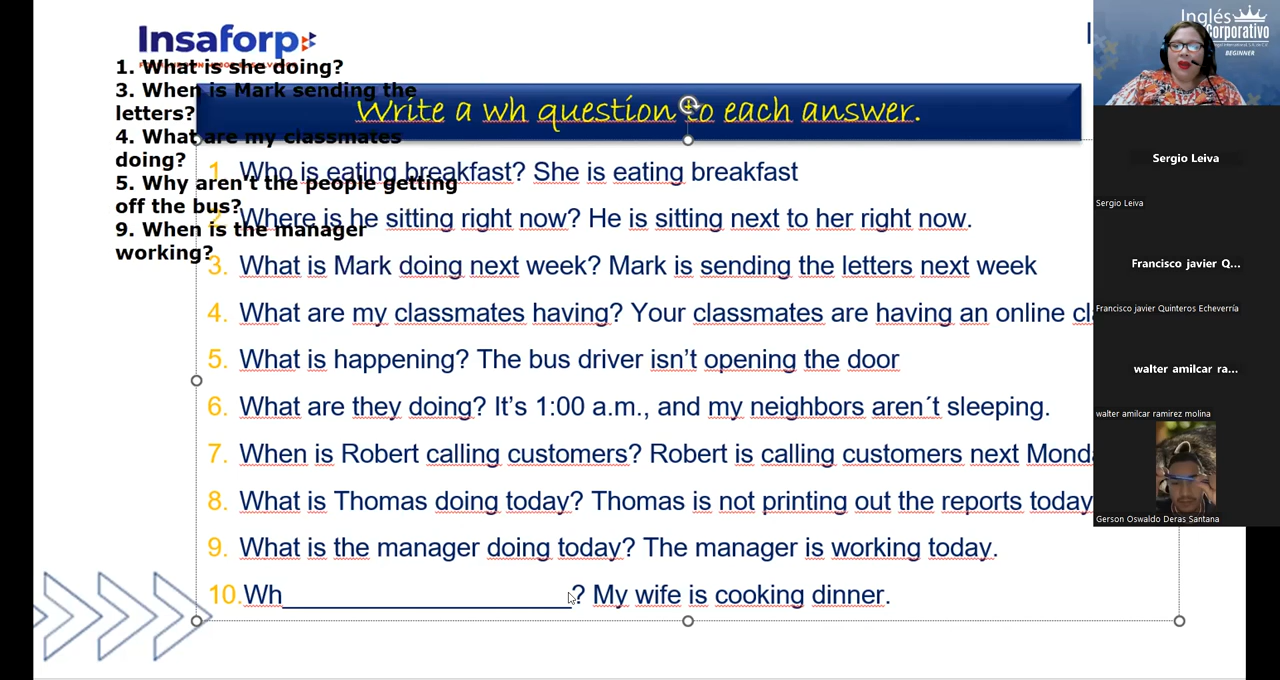 Insaforp
1. What is she doing?
3. When is Mark sending the
letters?
4. What are my classmates
doing?
5. Why aren't the people getting
off the bus?
9. When is the manager
working?
Write a wh question to each answer.
1. Who is eating breakfast? She is eating breakfast
2. Where is he sitting right now? He is sitting next to her right now.
3. What is Mark doing next week? Mark is sending the letters next week
4. What are my classmates having? Your classmates are having an online cl
5. What is happening? The bus driver isn't opening the door
6. What are they doing? It's 1:00 a.m., and my neighbors aren´t sleeping.
7. When is Robert calling customers? Robert is calling customers next Mond
8. What is Thomas doing today? Thomas is not printing out the reports today
9. What is the manager doing today? The manager is working today.
10. Wh__________________________? My wife is cooking dinner.
Inglés
Corporativo
BEGINNER
Sergio Leiva
Sergio Leiva
Francisco javier Q...
Francisco javier Quinteros Echeverría
walter amilcar ra...
walter amilcar ramirez molina
Gerson Oswaldo Deras Santana